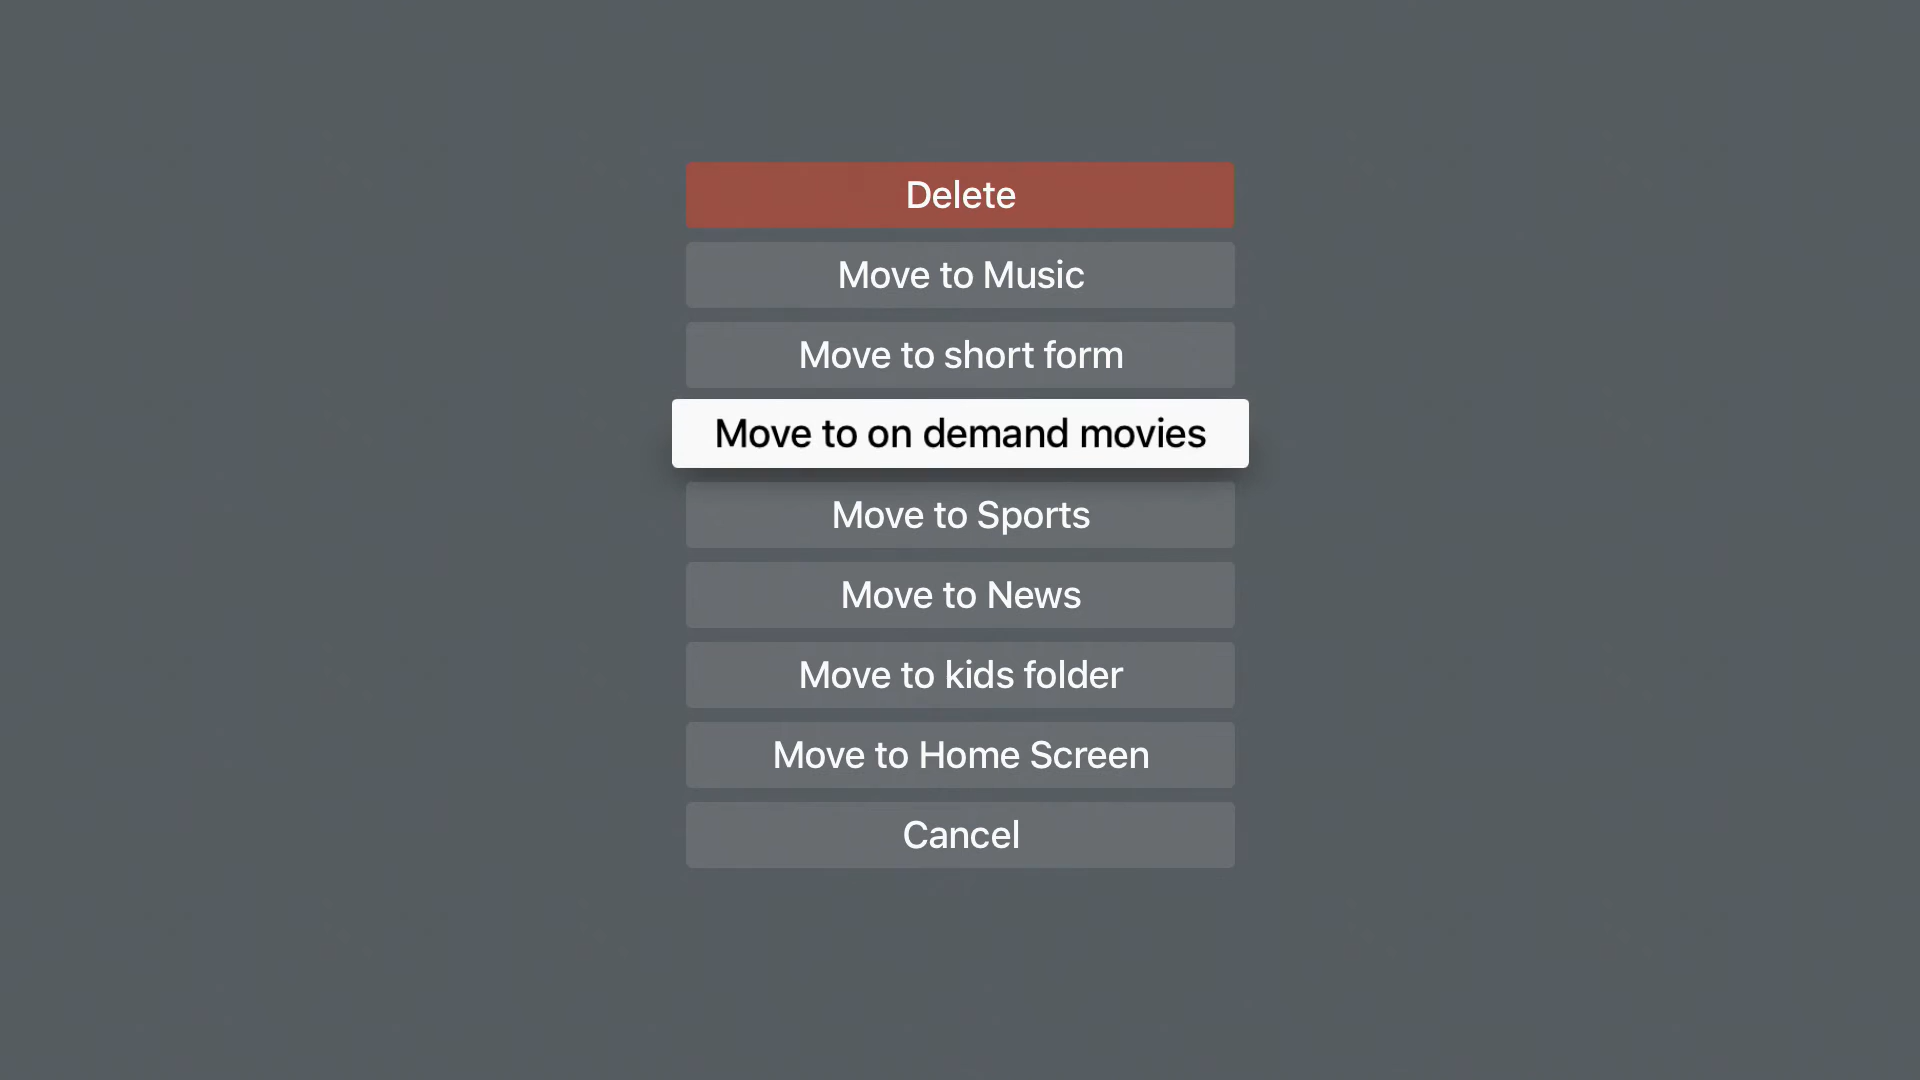 Delete
Move to Music
Move to short form
Move to on demand movies
Move to Sports
Move to News
Move to kids folder
Move to Home Screen
Cancel